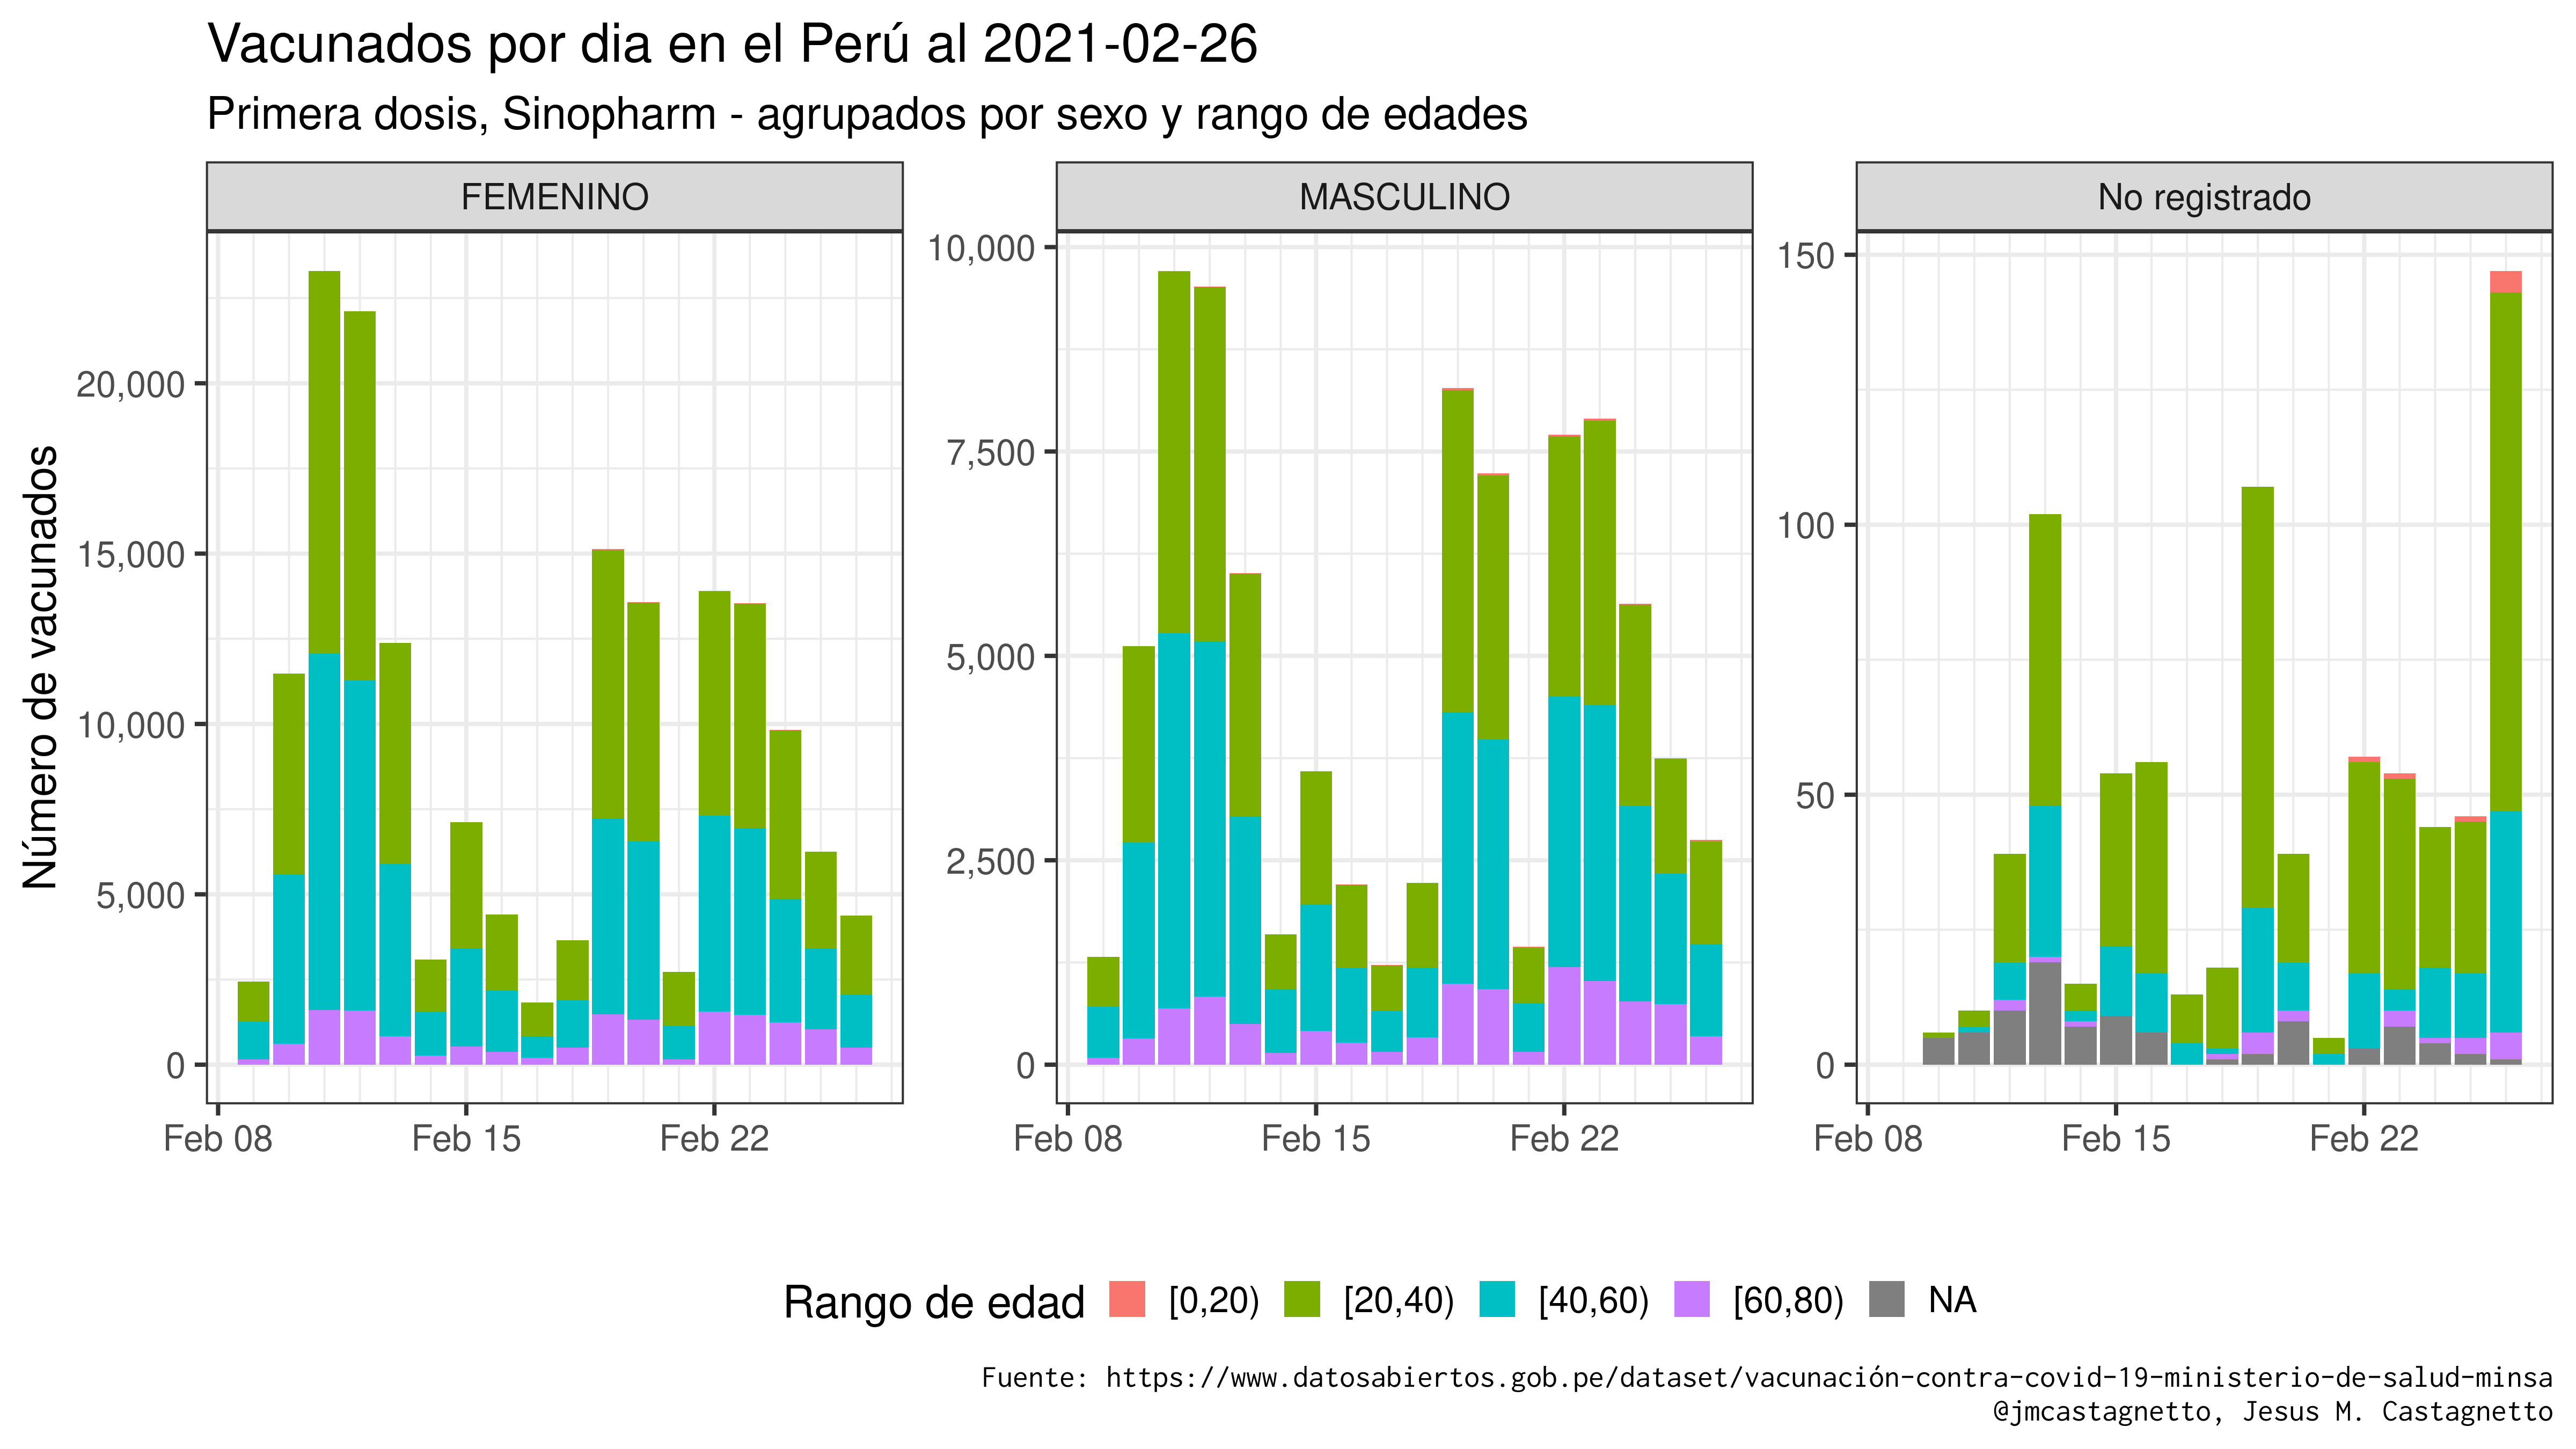 Vacunados por dia en el Perú al 2021-02-26
Primera dosis, Sinopharm - agrupados por sexo y rango de edades
FEMENINO
MASCULINO
No registrado
Número de vacunados
20,000
15,000
10,000
5,000
0
10,000
7,500
5,000
2,500
0
150
100
50
0
Feb 08 Feb 15 Feb 22
Feb 08 Feb 15 Feb 22
Feb 08 Feb 15 Feb 22
Rango de edad [0,20) [20,40) [40,60) [60,80) NA
Fuente: https://www.datosabiertos.gob.pe/dataset/vacunación-contra-covid-19-ministerio-de-salud-minsa
@jmcastagnetto, Jesus M. Castagnetto